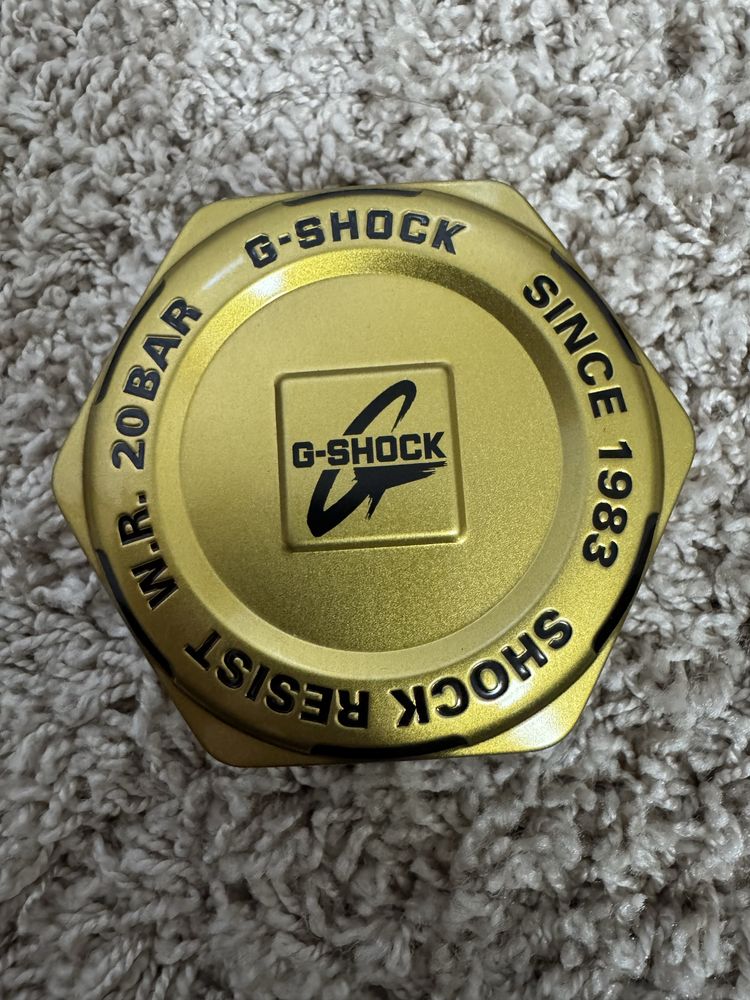 G-SHOCK
SINCE 1983
SHOCK RESIST
W.R. 20BAR
G-SHOCK